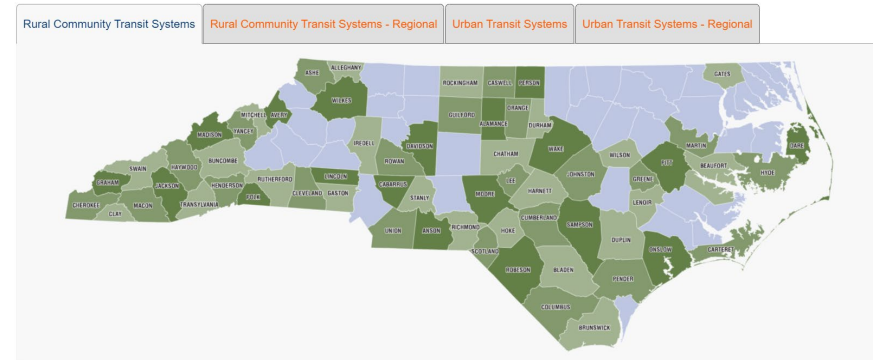 Rural Community Transit Systems
Rural Community Transit Systems - Regional
Urban Transit Systems
Urban Transit Systems - Regional
ASHE
ALLEGHANY
ROCKINGHAM
CASWELL
PERSON
GATES
WILKES
MITCHELL
AVERY
GUILFORD
ORANGE
ALAMANCE
DURHAM
MADISON
YANCEY
IREDELL
DAVIDSON
WAKE
MARTIN
DARE
BUNCOMBE
ROWAN
CHATHAM
WILSON
PITT
BEAUFORT
SWAIN
HAYWOOD
JOHNSTON
HYDE
GRAHAM
JACKSON
HENDERSON
RUTHERFORD
LINCOLN
CABARRUS
LEE
GREENE
CHEROKEE
CLAY
MACON
TRANSYLVANIA
POLK
CLEVELAND
GASTON
STANLY
MOORE
HARNETT
LENOIR
UNION
ANSON
RICHMOND
HOKE
CUMBERLAND
SAMPSON
DUPLIN
ONSLOW
CARTERET
SCOTLAND
ROBESON
BLADEN
PENDER
COLUMBUS
BRUNSWICK